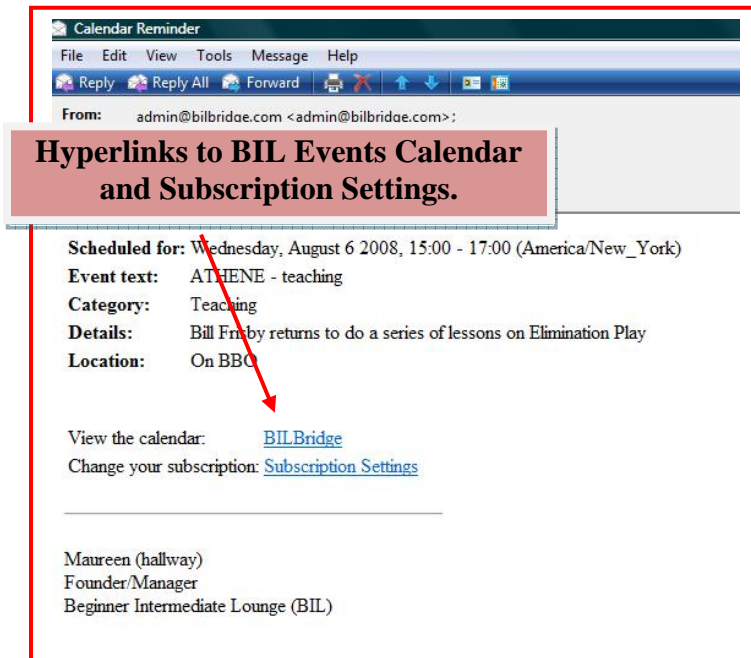 Calendar Reminder
File Edit View Tools Message Help
Reply Reply All Forward
From: admin@bilbridge.com <admin@bilbridge.com>;
Hyperlinks to BIL Events Calendar
and Subscription Settings.
Scheduled for: Wednesday, August 6 2008, 15:00 - 17:00 (America/New_York)
Event text: ATHENE - teaching
Category: Teaching
Details: Bill Frisby returns to do a series of lessons on Elimination Play
Location: On BBO
View the calendar: BILBridge
Change your subscription: Subscription Settings
Maureen (hallway)
Founder/Manager
Beginner Intermediate Lounge (BIL)